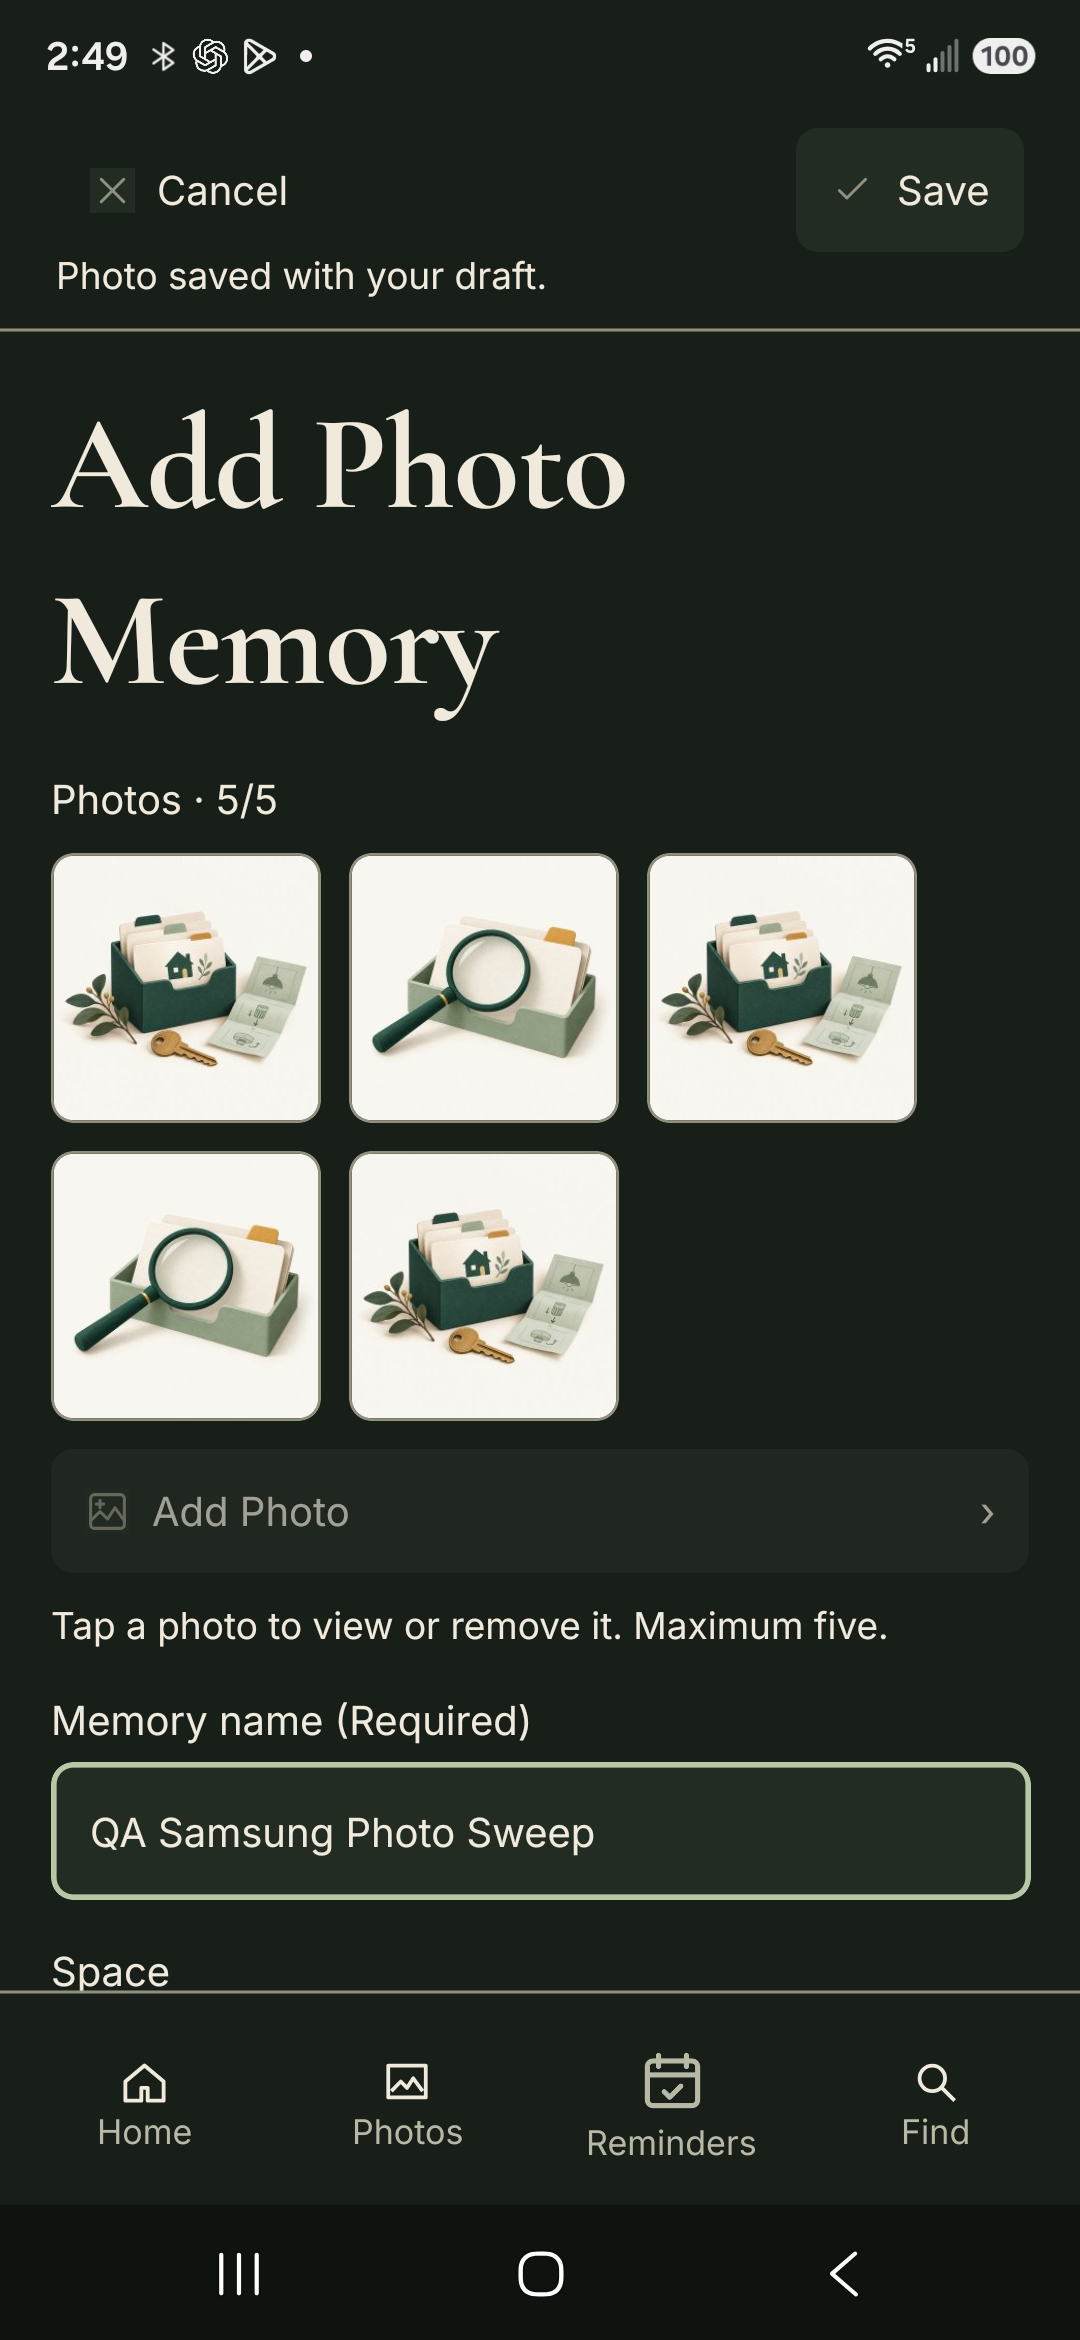 2:49
5
100
Cancel
Save
Photo saved with your draft.
Add Photo
Memory
Photos · 5/5
Add Photo
Tap a photo to view or remove it. Maximum five.
Memory name (Required)
QA Samsung Photo Sweep
Space
Home
Photos
Reminders
Find